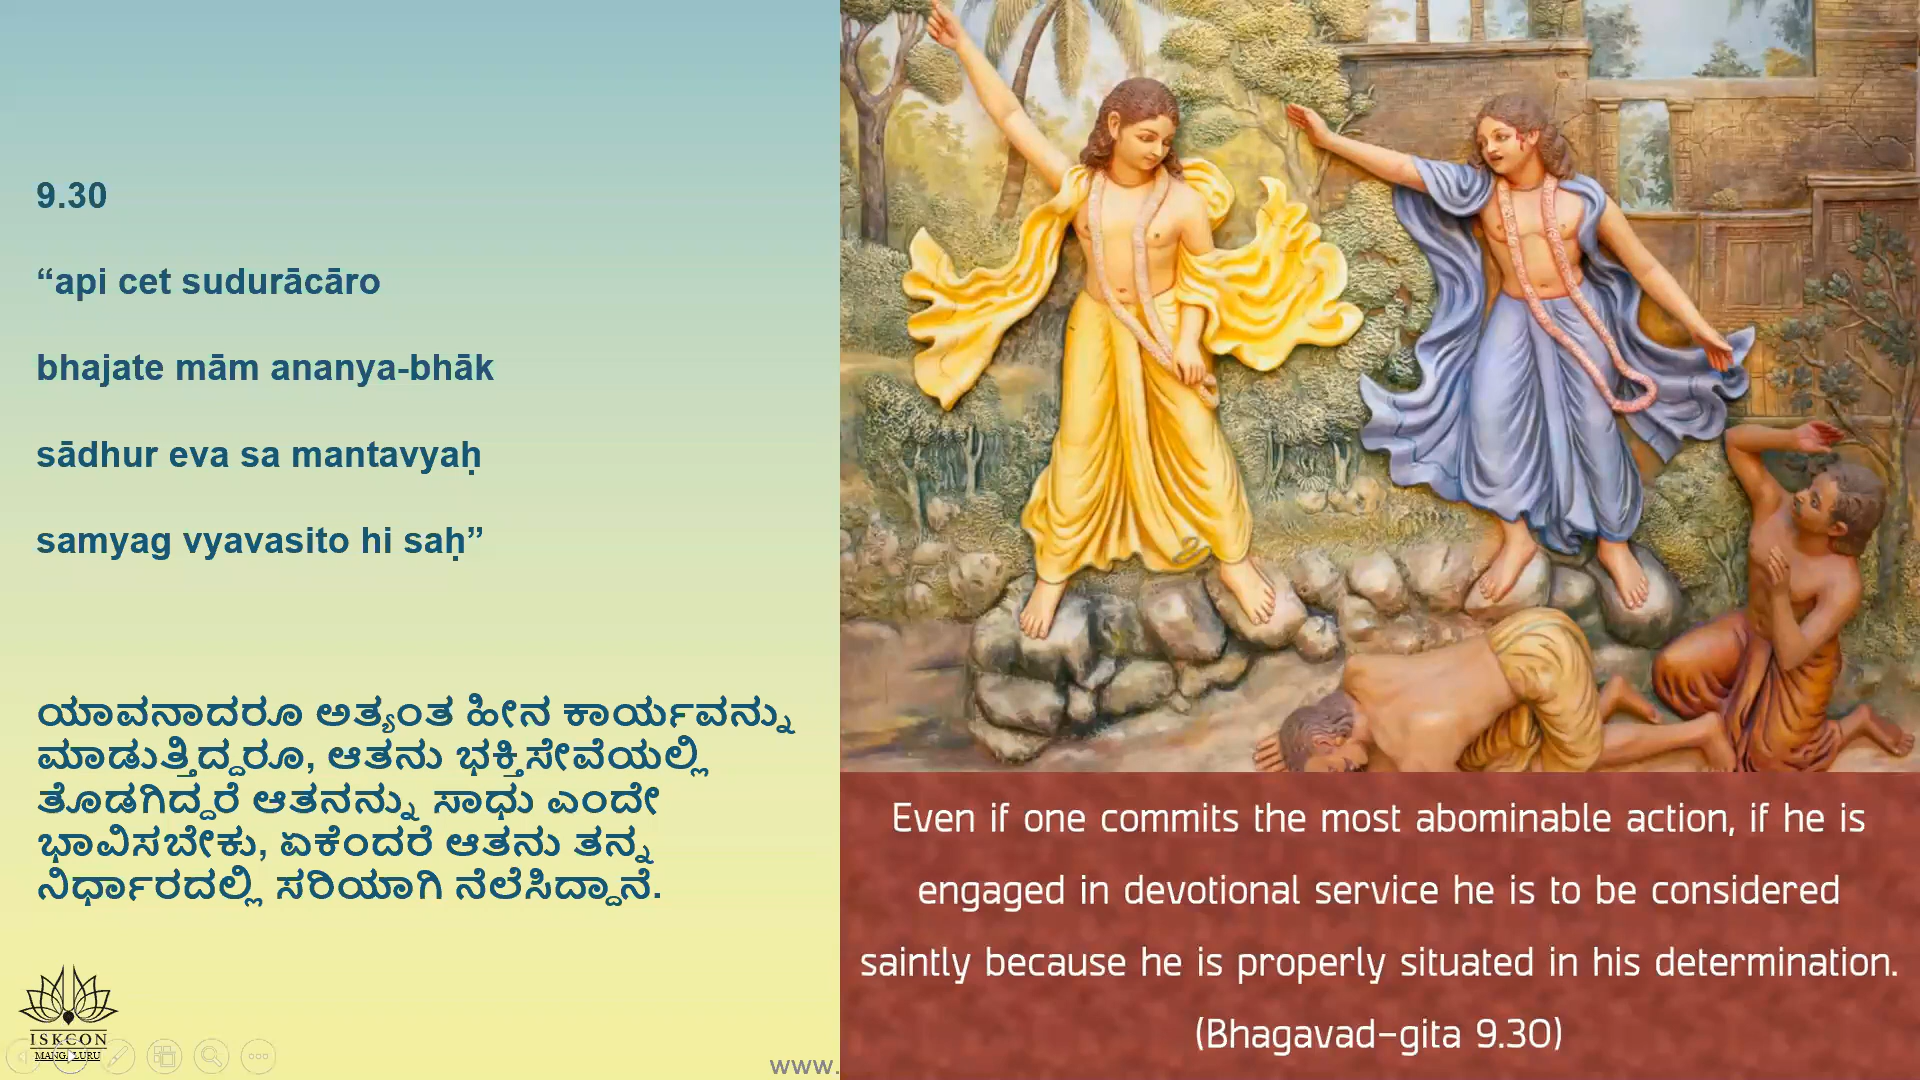 9.30
“api cet sudurācāro
bhajate mām ananya-bhāk
sādhur eva sa mantavyaḥ
samyag vyavasito hi saḥ”
ಯಾವನಾದರೂ ಅತ್ಯಂತ ಹೀನ ಕಾರ್ಯವನ್ನು
ಮಾಡುತ್ತಿದ್ದರೂ, ಆತನು ಭಕ್ತಿಸೇವೆಯಲ್ಲಿ
ತೊಡಗಿದ್ದರೆ ಆತನನ್ನು ಸಾಧು ಎಂದೇ
ಭಾವಿಸಬೇಕು, ಏಕೆಂದರೆ ಆತನು ತನ್ನ
ನಿರ್ಧಾರದಲ್ಲಿ ಸರಿಯಾಗಿ ನೆಲೆಸಿದ್ದಾನೆ.
ISKCON
MANGALURU
www.
Even if one commits the most abominable action, if he is
engaged in devotional service he is to be considered
saintly because he is properly situated in his determination.
(Bhagavad-gita 9.30)